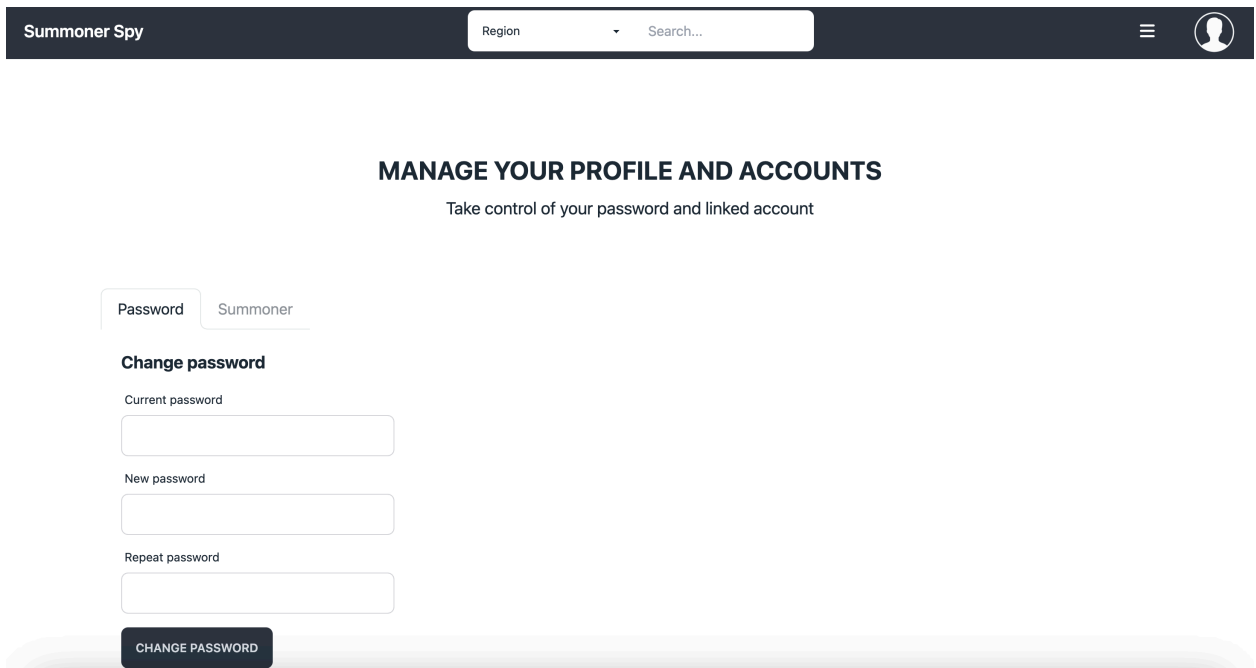 Summoner Spy
Region Search...
MANAGE YOUR PROFILE AND ACCOUNTS
Take control of your password and linked account
Password Summoner
Change password
Current password
New password
Repeat password
CHANGE PASSWORD